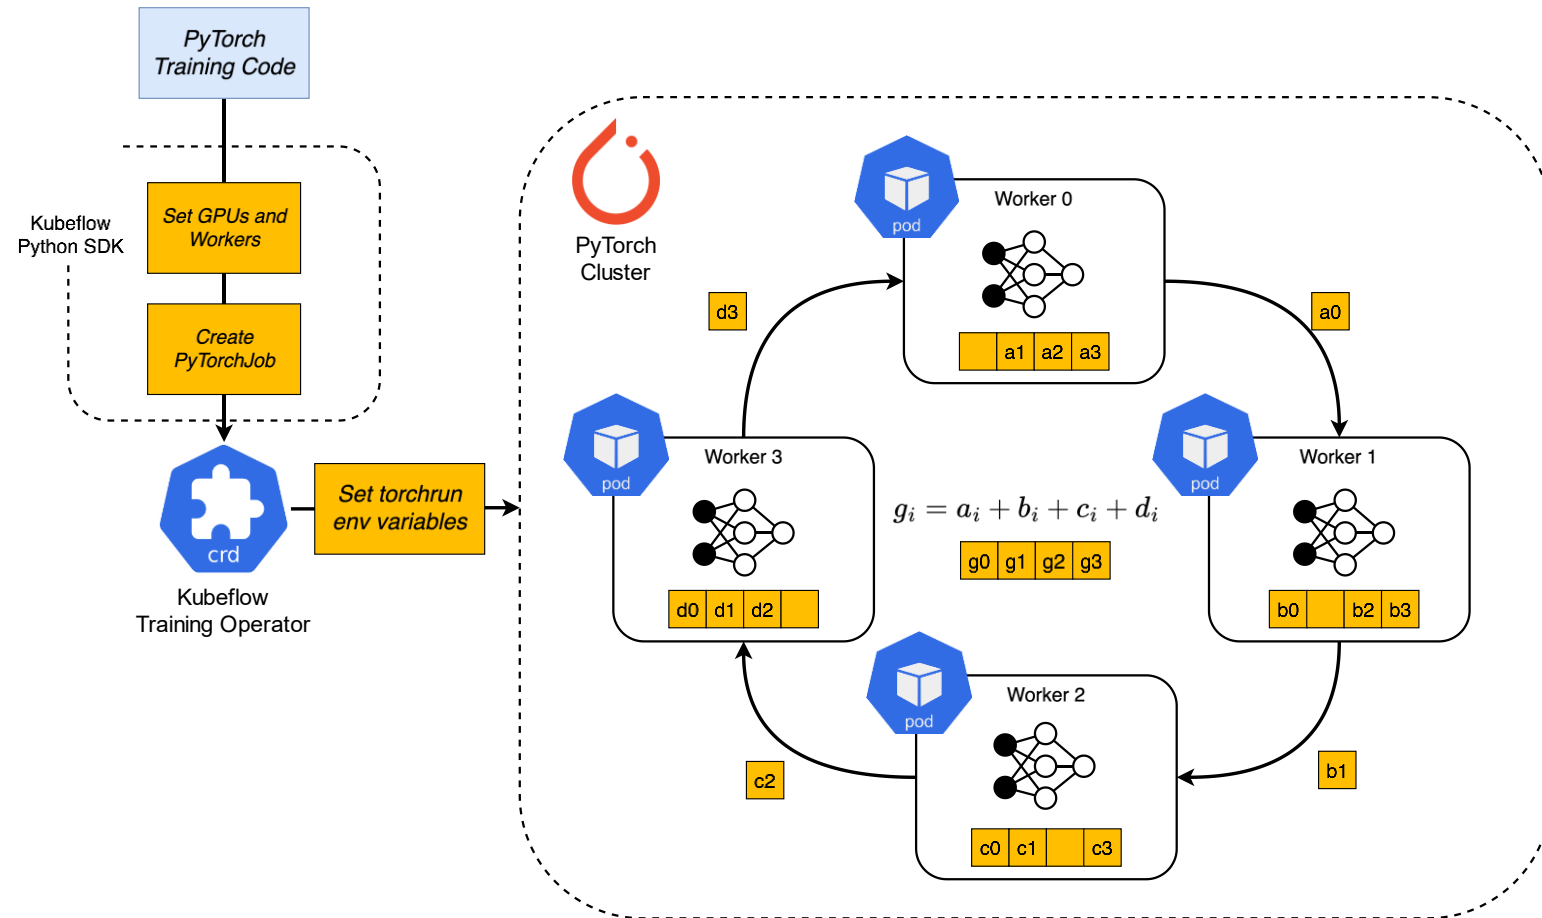 PyTorch
Training Code
Kubeflow
Python SDK
Set GPUs and
Workers
Create
PyTorchJob
crd
Kubeflow
Training Operator
Set torchrun
env variables
PyTorch
Cluster
pod
Worker 0
a1 a2 a3
d3
a0
pod
Worker 3
d0 d1 d2
g_i = a_i + b_i + c_i + d_i
g0 g1 g2 g3
pod
Worker 1
b0 b2 b3
pod
Worker 2
c0 c1 c3
c2
b1